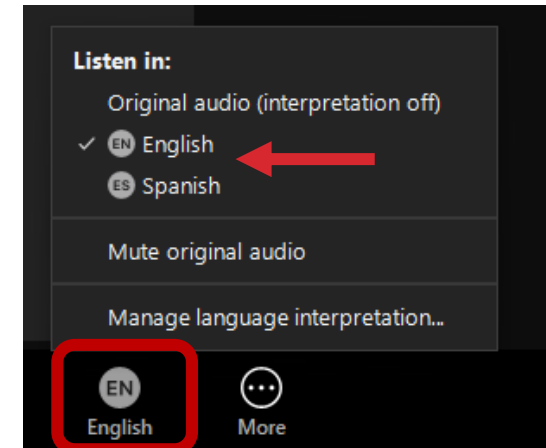 Listen in:
Original audio (interpretation off)
EN English
ES Spanish
Mute original audio
Manage language interpretation...
EN
English
More